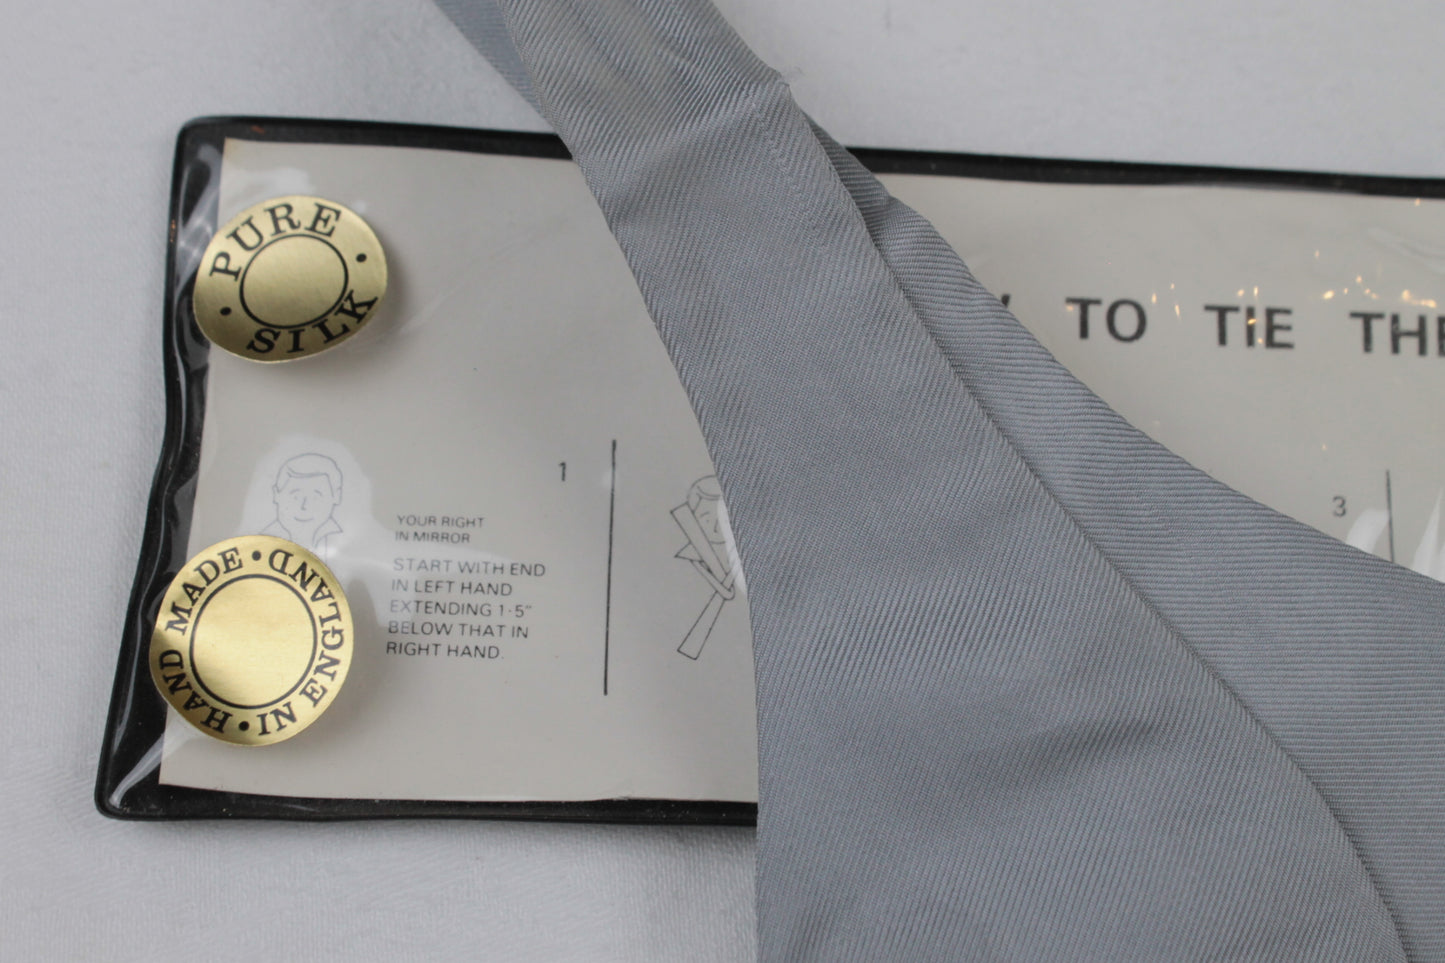 PURE
SILK
TO TIE THE
1
YOUR RIGHT
IN MIRROR
START WITH END
IN LEFT HAND
EXTENDING 1·5"
BELOW THAT IN
RIGHT HAND.
3
HAND MADE • IN ENGLAND •